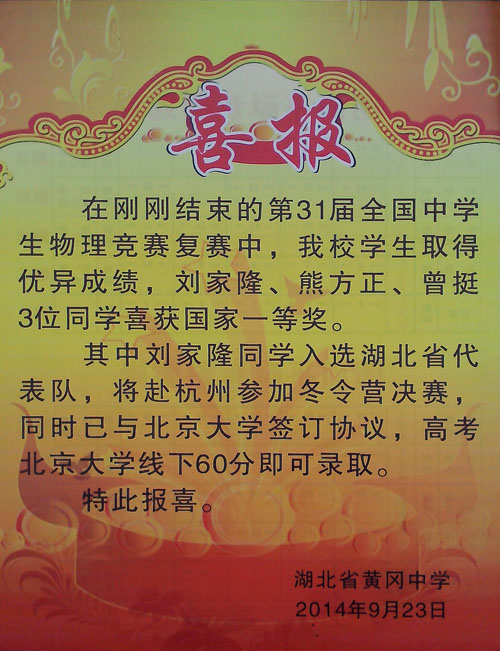 喜报
在刚刚结束的第31届全国中学
生物理竞赛复赛中，我校学生取得
优异成绩，刘家隆、熊方正、曾挺
3位同学喜获国家一等奖。
其中刘家隆同学入选湖北省代
表队，将赴杭州参加冬令营决赛，
同时已与北京大学签订协议，高考
北京大学线下60分即可录取。
特此报喜。
湖北省黄冈中学
2014年9月23日